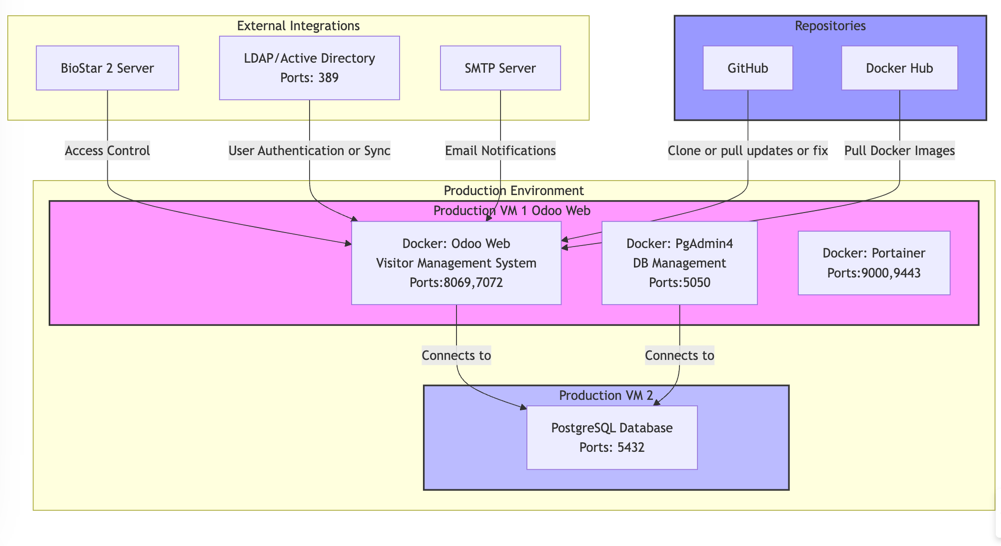 External Integrations
Repositories
BioStar 2 Server
LDAP/Active Directory
Ports: 389
SMTP Server
GitHub
Docker Hub
Access Control
User Authentication or Sync
Email Notifications
Clone or pull updates or fix
Pull Docker Images
Production Environment
Production VM 1 Odoo Web
Docker: Odoo Web
Visitor Management System
Ports:8069,7072
Docker: PgAdmin4
DB Management
Ports:5050
Docker: Portainer
Ports:9000,9443
Connects to
Connects to
Production VM 2
PostgreSQL Database
Ports: 5432